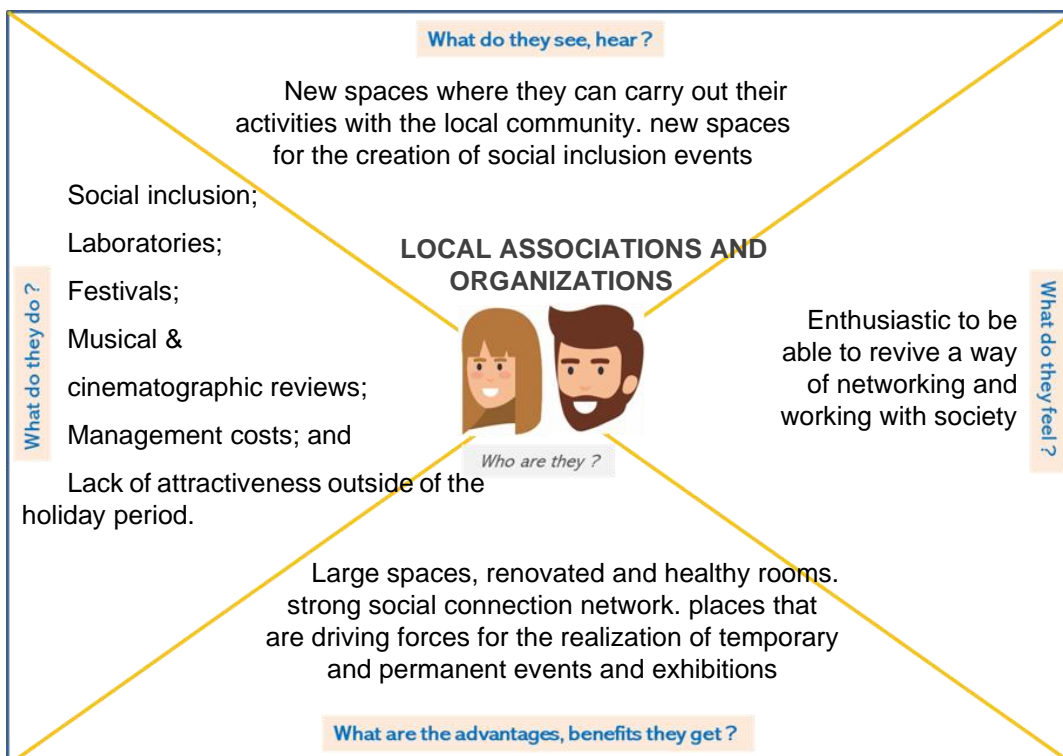 What do they see, hear ?
New spaces where they can carry out their
activities with the local community. new spaces
for the creation of social inclusion events
What do they do ?
Social inclusion;
Laboratories;
Festivals;
Musical &
cinematographic reviews;
Management costs; and
Lack of attractiveness outside of the
holiday period.
LOCAL ASSOCIATIONS AND
ORGANIZATIONS
Who are they ?
Enthusiastic to be
able to revive a way
of networking and
working with society
What do they feel ?
Large spaces, renovated and healthy rooms.
strong social connection network. places that
are driving forces for the realization of temporary
and permanent events and exhibitions
What are the advantages, benefits they get ?